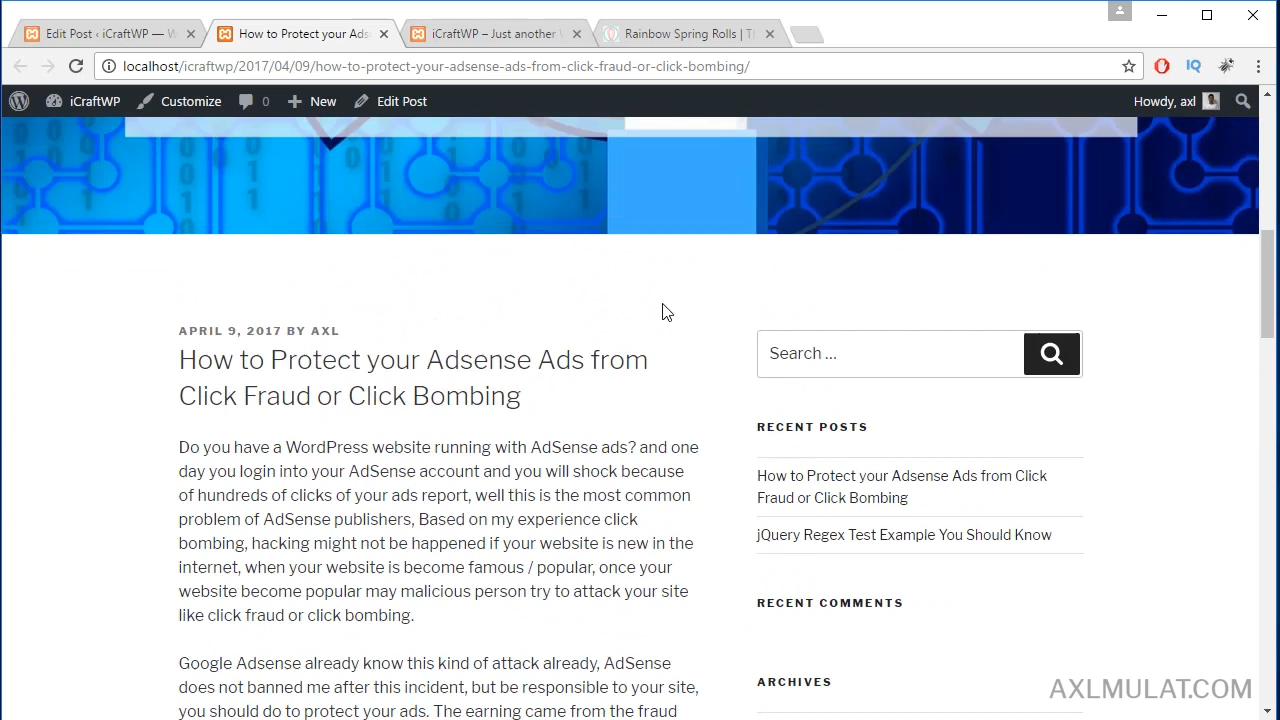 Edit Post ‹ iCraftWP — W
How to Protect your Ads
iCraftWP – Just another
Rainbow Spring Rolls | Th
localhost/icraftwp/2017/04/09/how-to-protect-your-adsense-ads-from-click-fraud-or-click-bombing/
IQ
iCraftWP
Customize
0
New
Edit Post
Howdy, axl
APRIL 9, 2017 BY AXL
How to Protect your Adsense Ads from
Click Fraud or Click Bombing
Do you have a WordPress website running with AdSense ads? and one
day you login into your AdSense account and you will shock because
of hundreds of clicks of your ads report, well this is the most common
problem of AdSense publishers, Based on my experience click
bombing, hacking might not be happened if your website is new in the
internet, when your website is become famous / popular, once your
website become popular may malicious person try to attack your site
like click fraud or click bombing.
Google Adsense already know this kind of attack already, AdSense
does not banned me after this incident, but be responsible to your site,
you should do to protect your ads. The earning came from the fraud
Search …
RECENT POSTS
How to Protect your Adsense Ads from Click
Fraud or Click Bombing
jQuery Regex Test Example You Should Know
RECENT COMMENTS
ARCHIVES
AXLMULAT.COM